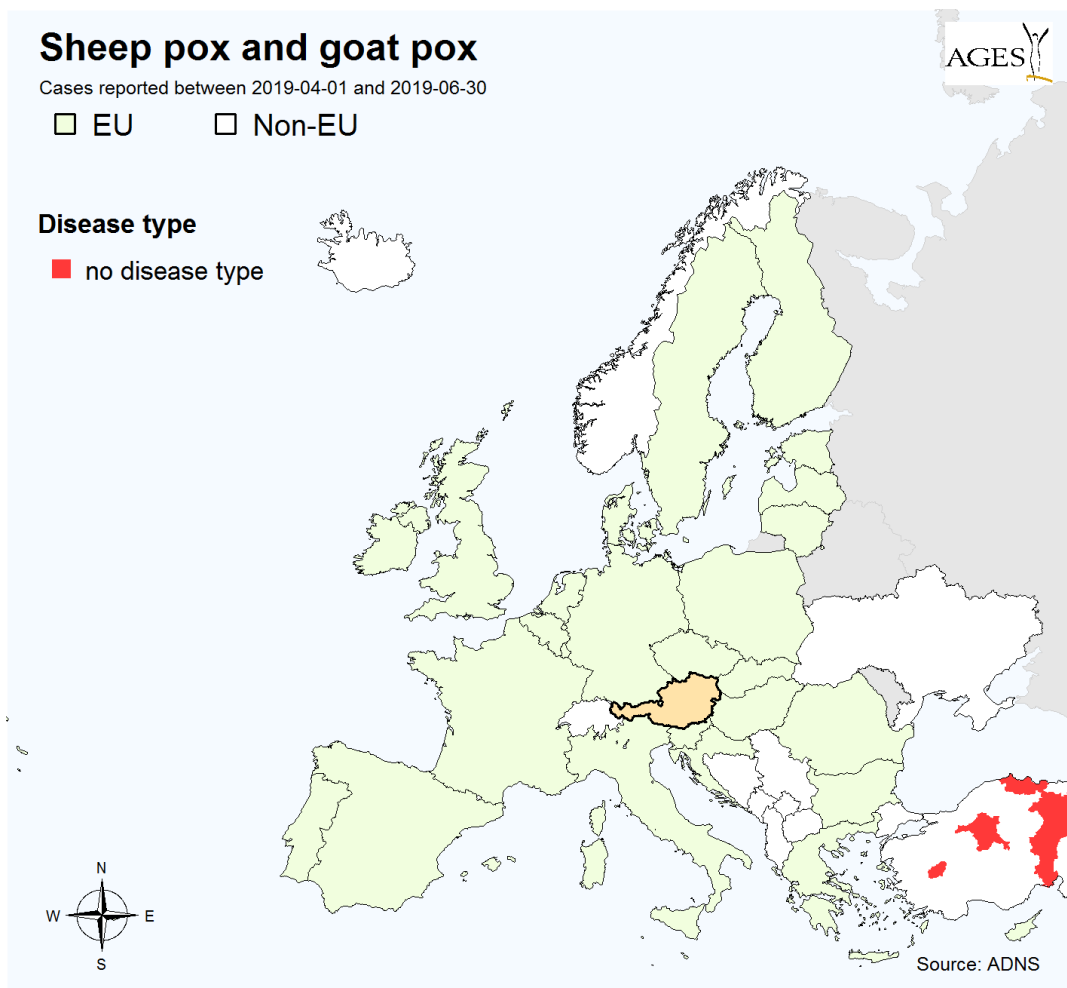 Sheep pox and goat pox
Cases reported between 2019-04-01 and 2019-06-30
EU Non-EU
AGES
Disease type
no disease type
N
W E
S
Source: ADNS